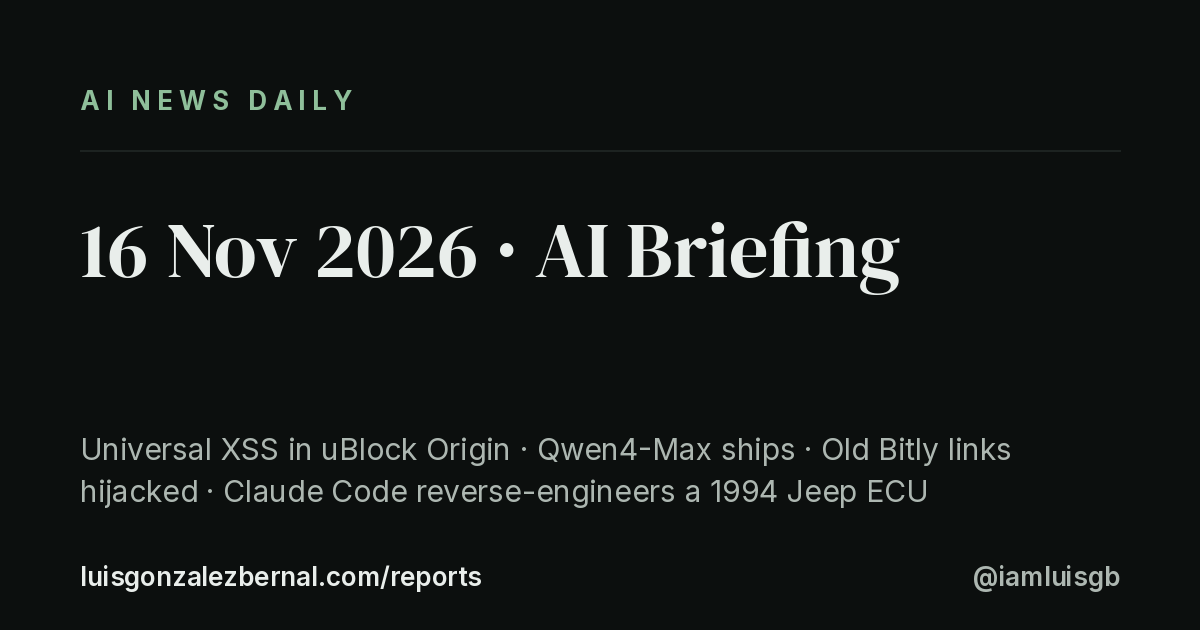 AI NEWS DAILY
16 Nov 2026 · AI Briefing
Universal XSS in uBlock Origin · Qwen4-Max ships · Old Bitly links
hijacked · Claude Code reverse-engineers a 1994 Jeep ECU
luisgonzalezbernal.com/reports
@iamluisgb